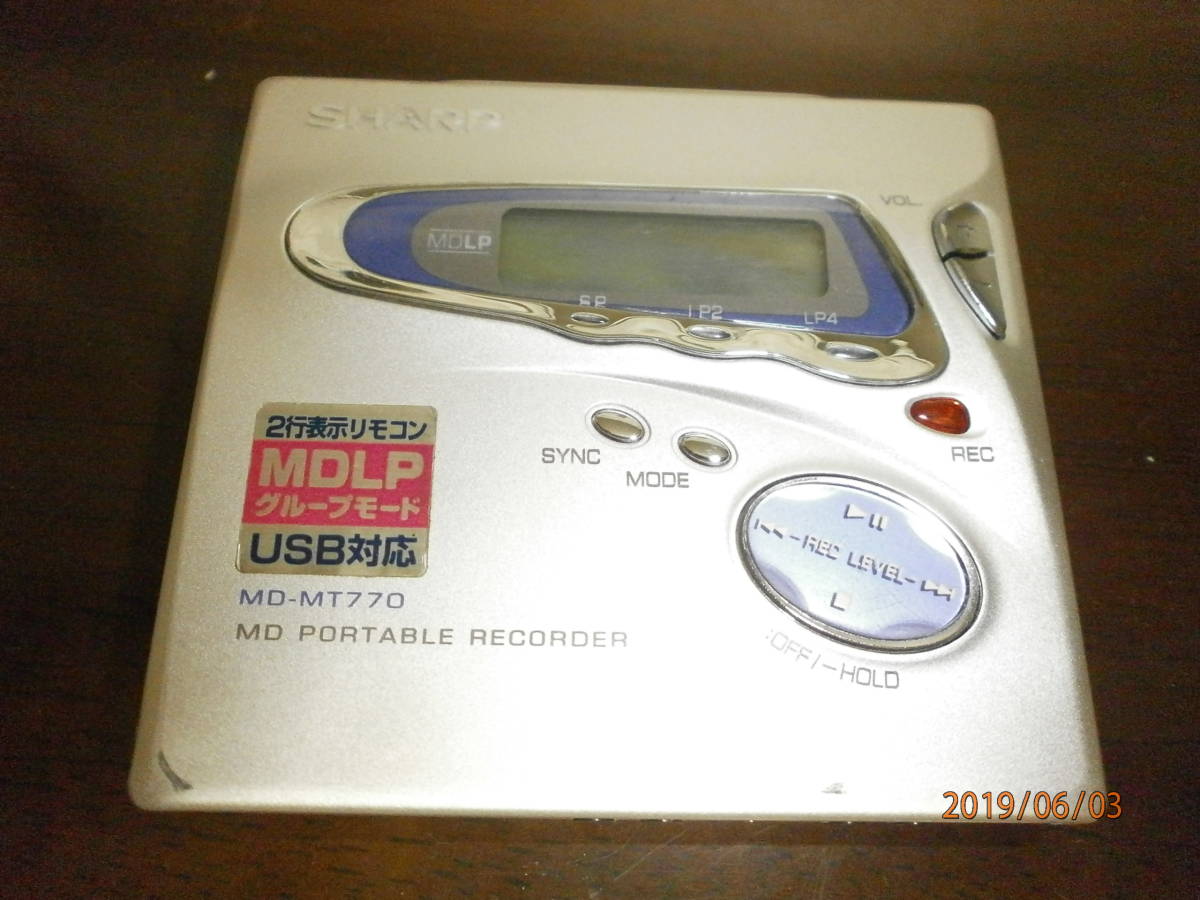 SHARP
VOL.
MDLP
SP
LP2
LP4
REC
SYNC
MODE
2行表示リモコン
MDLP
グループモード
USB対応
REC LEVEL
MD-MT770
MD PORTABLE RECORDER
:OFF/-HOLD
2019/06/03